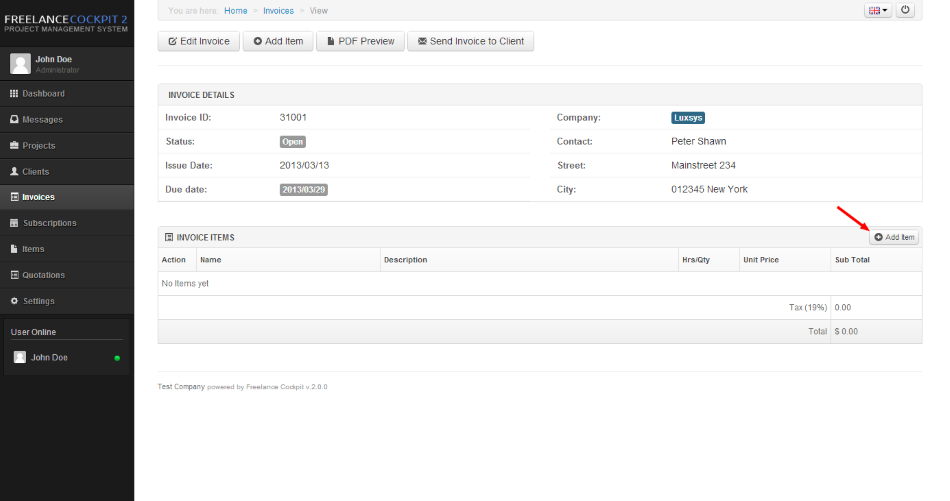 FREELANCECOCKPIT 2
PROJECT MANAGEMENT SYSTEM
John Doe
Administrator
Dashboard
Messages
Projects
Clients
Invoices
Subscriptions
Items
Quotations
Settings
User Online
John Doe
You are here: Home > Invoices > View
Edit Invoice Add Item PDF Preview Send Invoice to Client
INVOICE DETAILS
Invoice ID: 31001 Company: Luxsys
Status: Open Contact: Peter Shawn
Issue Date: 2013/03/13 Street: Mainstreet 234
Due date: 2013/03/29 City: 012345 New York
INVOICE ITEMS Add Item
Action Name Description Hrs/Qty Unit Price Sub Total
No Items yet
Tax (19%) 0.00
Total $ 0.00
Test Company powered by Freelance Cockpit v.2.0.0